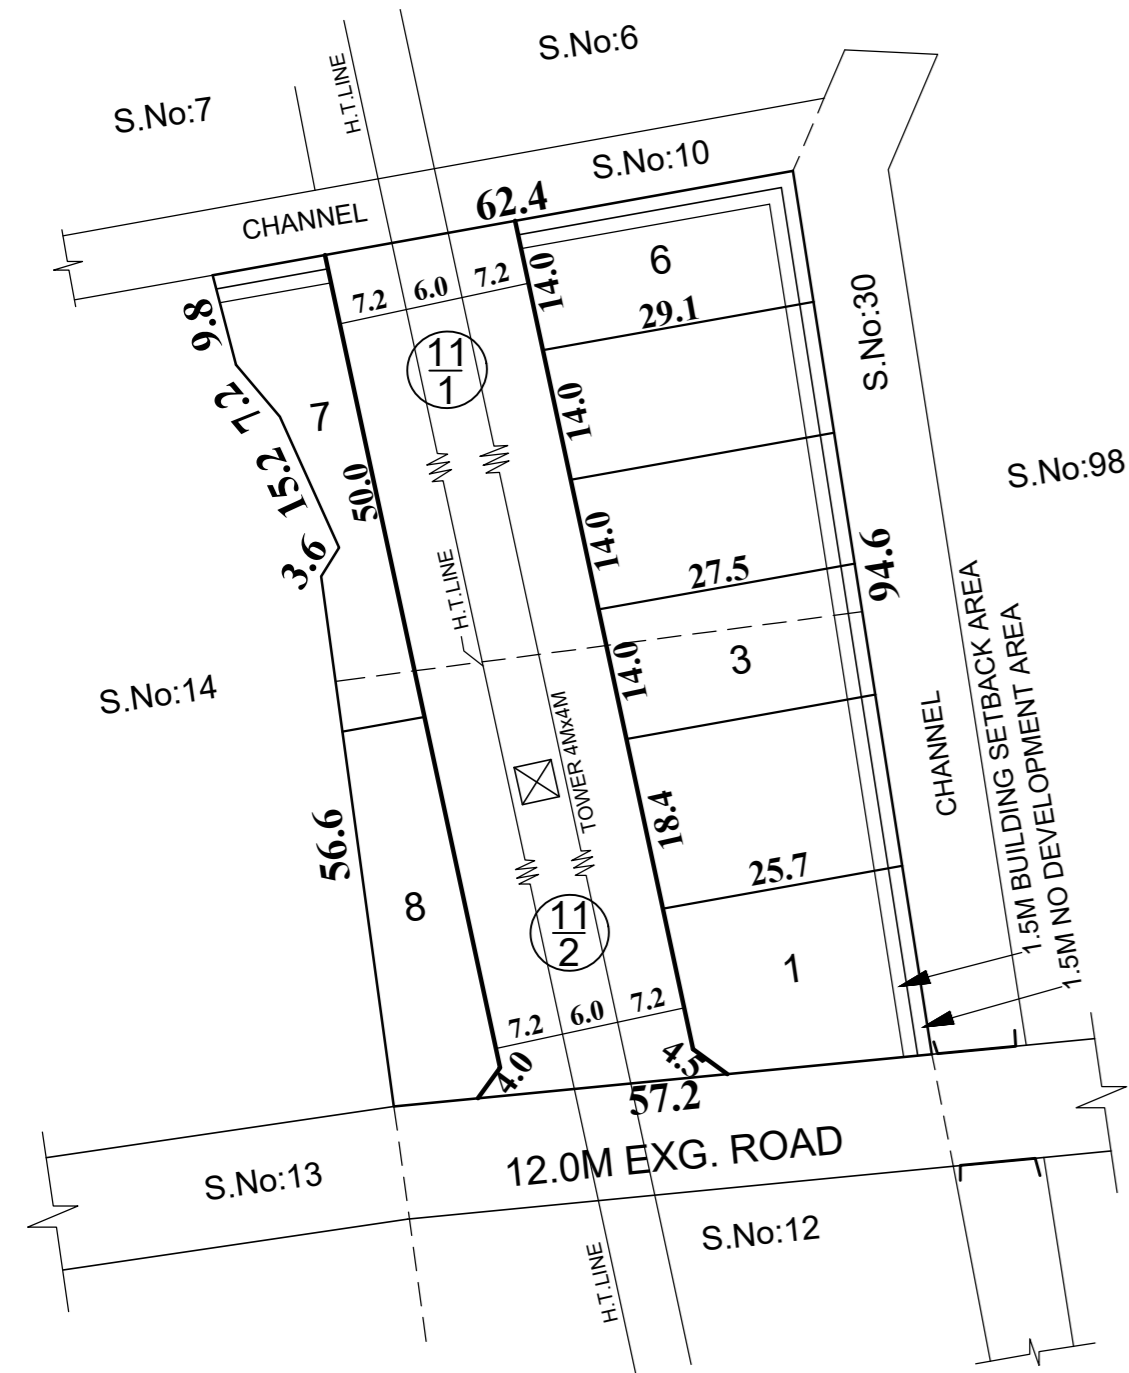 S.No:6
H.T.LINE
S.No:7
S.No:10
62.4
CHANNEL
14.0
6
7.2 6.0 7.2
29.1
9.8
S.No:30
11
1
7.2
7
14.0
15.2
50.0
S.No:98
14.0
3.6
27.5
94.6
H.T.LINE
14.0
3
S.No:14
CHANNEL
1.5M BUILDING SETBACK AREA
1.5M NO DEVELOPMENT AREA
TOWER 4Mx4M
18.4
56.6
25.7
8
11
2
1
7.2 6.0 7.2
4.0
4.5
57.2
12.0M EXG. ROAD
S.No:13
S.No:12
H.T.LINE